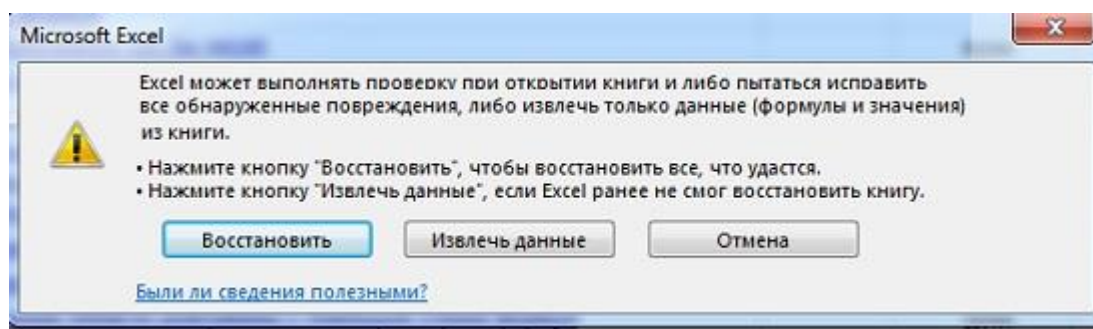 Microsoft Excel
Excel может выполнять проверку при открытии книги и либо пытаться исправить
все обнаруженные повреждения, либо извлечь только данные (формулы и значения)
из книги.
• Нажмите кнопку "Восстановить", чтобы восстановить все, что удастся.
• Нажмите кнопку "Извлечь данные", если Excel ранее не смог восстановить книгу.
Восстановить Извлечь данные Отмена
Были ли сведения полезными?